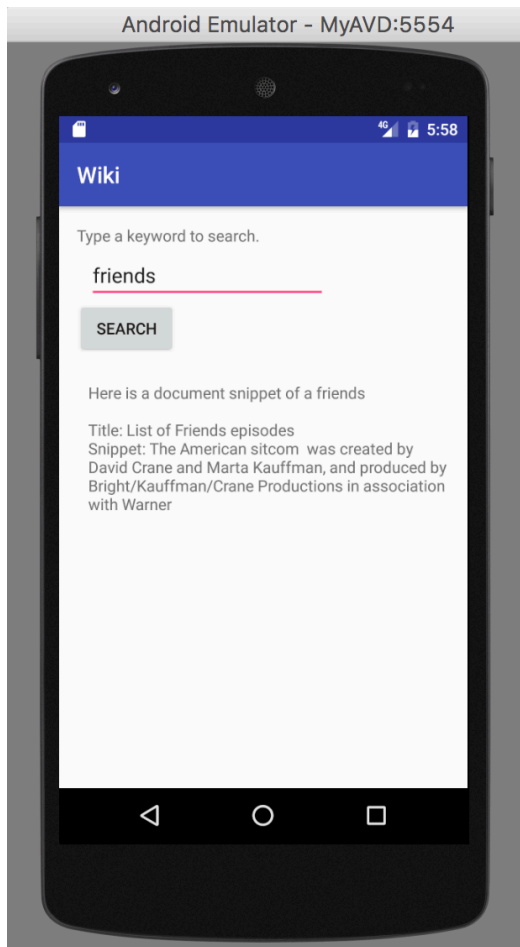 Android Emulator - MyAVD:5554
4G 5:58
Wiki
Type a keyword to search.
friends
SEARCH
Here is a document snippet of a friends
Title: List of Friends episodes
Snippet: The American sitcom  was created by
David Crane and Marta Kauffman, and produced by
Bright/Kauffman/Crane Productions in association
with Warner